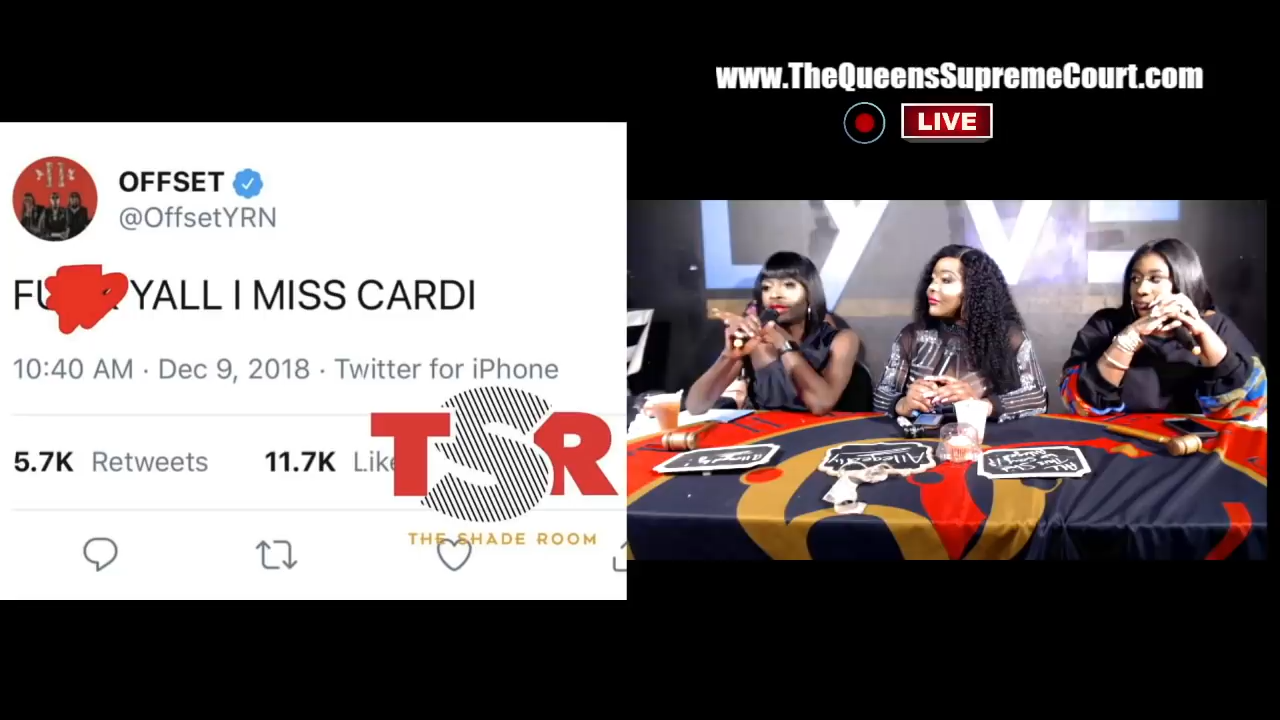 www.TheQueensSupremeCourt.com
LIVE
OFFSET
@OffsetYRN
YALL I MISS CARDI
10:40 AM · Dec 9, 2018 · Twitter for iPhone
5.7K Retweets 11.7K
TSR
THE SHADE ROOM
Allegedly